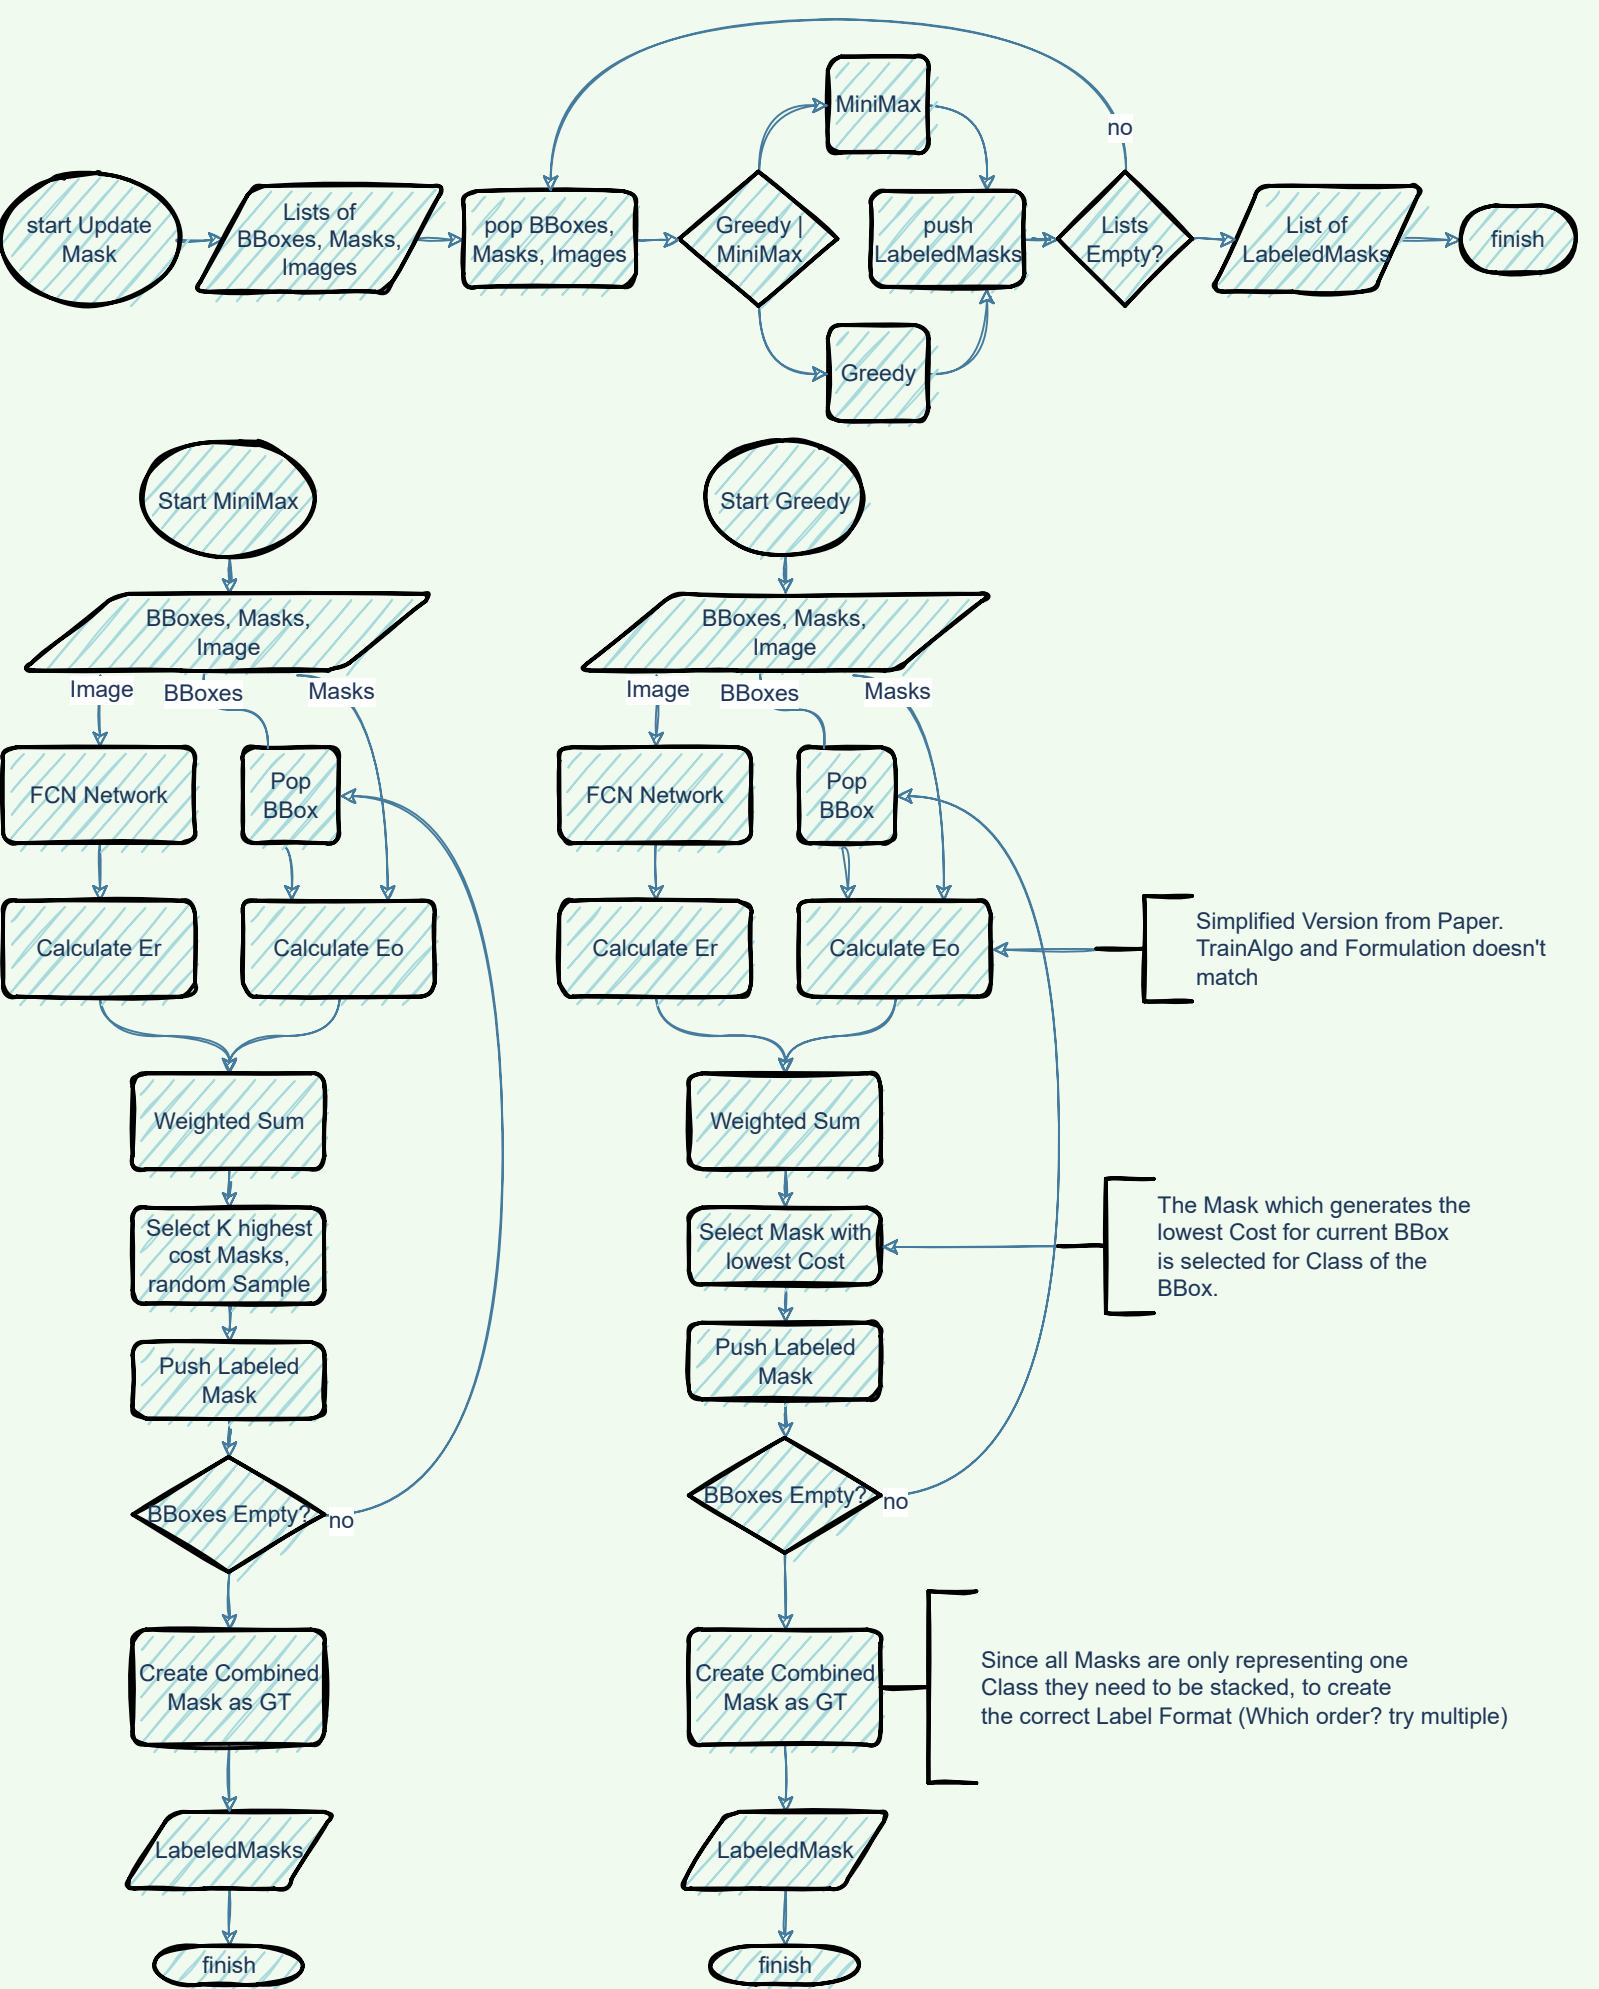 no
MiniMax
start Update
Mask
Lists of
BBoxes, Masks,
Images
pop BBoxes,
Masks, Images
Greedy |
MiniMax
push
LabeledMasks
Lists
Empty?
List of
LabeledMasks
finish
Greedy
Start MiniMax
BBoxes, Masks,
Image
Image
BBoxes
Masks
FCN Network
Pop
BBox
Calculate Er
Calculate Eo
Weighted Sum
Select K highest
cost Masks,
random Sample
Push Labeled
Mask
BBoxes Empty?
no
Create Combined
Mask as GT
LabeledMasks
finish
Start Greedy
BBoxes, Masks,
Image
Image
BBoxes
Masks
FCN Network
Pop
BBox
Calculate Er
Calculate Eo
Simplified Version from Paper.
TrainAlgo and Formulation doesn't
match
Weighted Sum
Select Mask with
lowest Cost
The Mask which generates the
lowest Cost for current BBox
is selected for Class of the
BBox.
Push Labeled
Mask
BBoxes Empty?
no
Create Combined
Mask as GT
Since all Masks are only representing one
Class they need to be stacked, to create
the correct Label Format (Which order? try multiple)
LabeledMask
finish